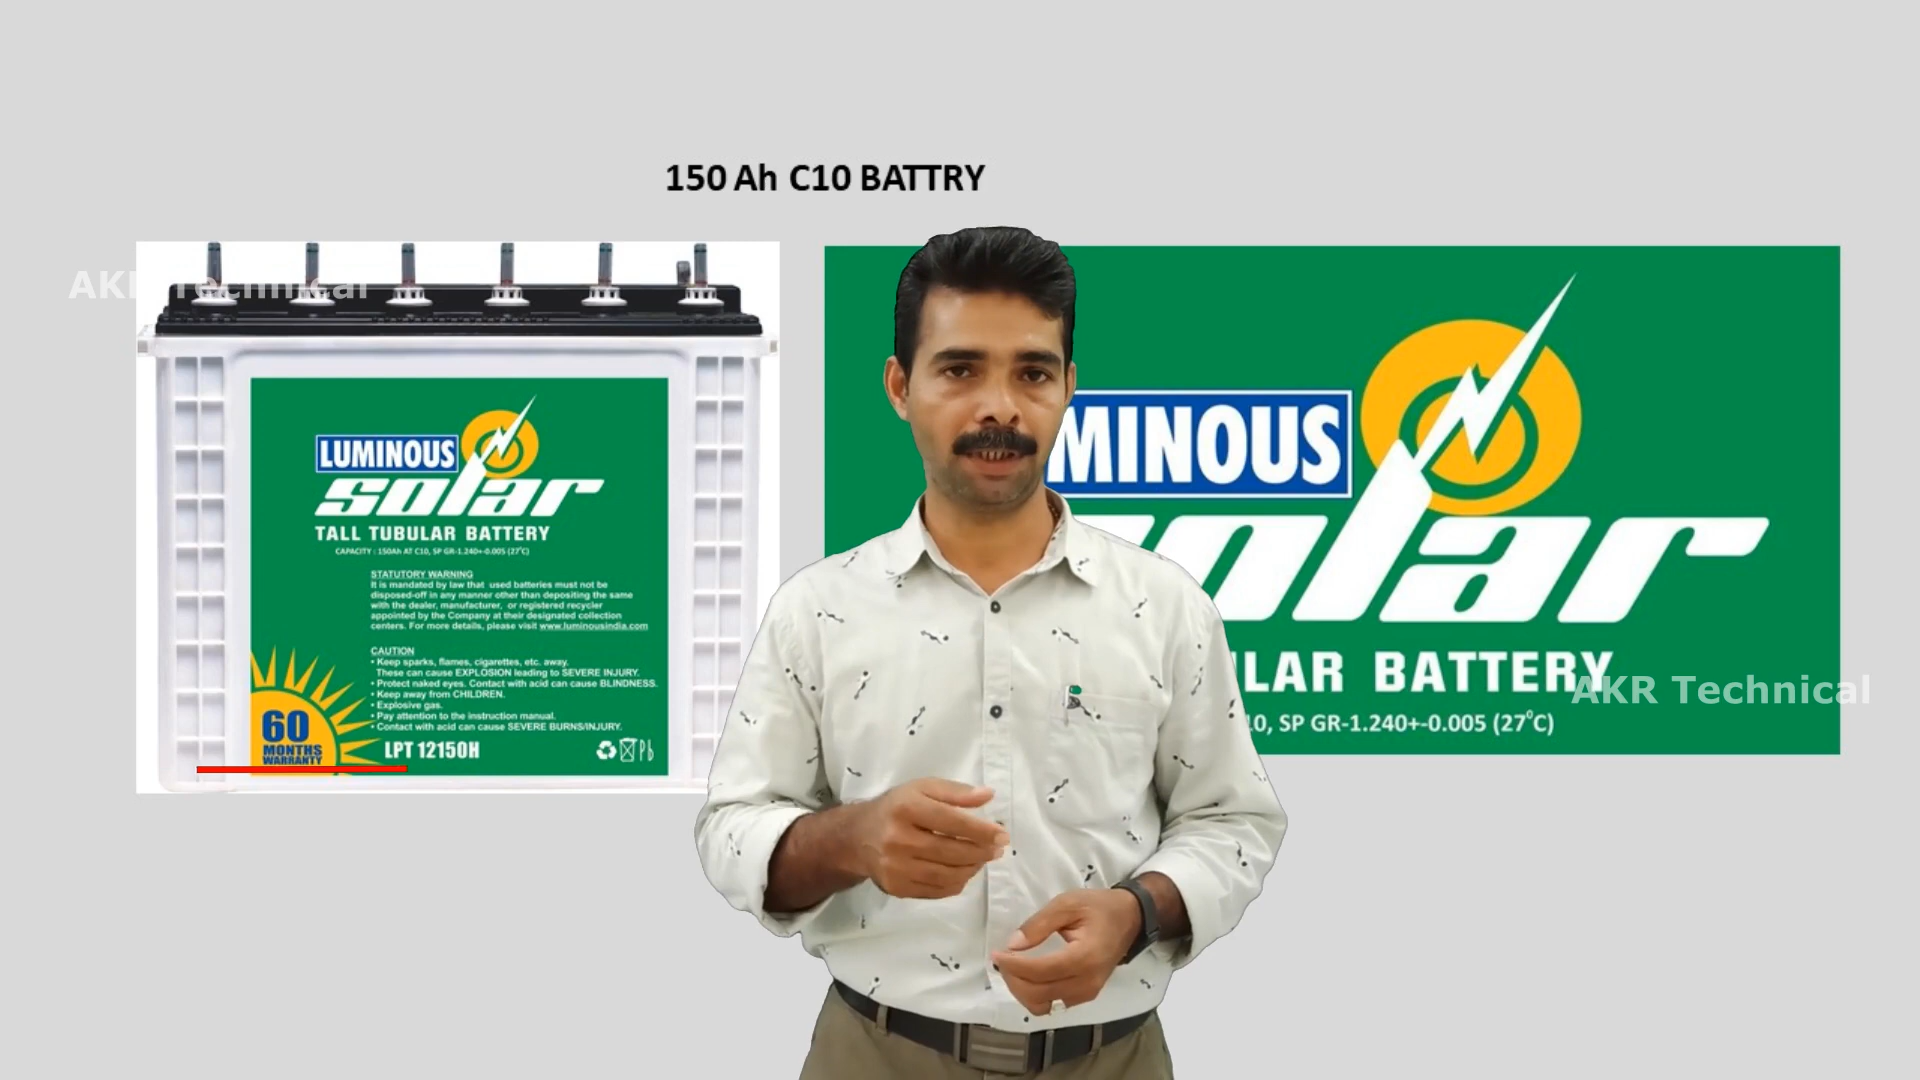 150 Ah C10 BATTRY
AKR Technical
LUMINOUS
solar
TALL TUBULAR BATTERY
CAPACITY : 150Ah AT C10, SP GR-1.240+-0.005 (27°C)
STATUTORY WARNING
It is mandated by law that used batteries must not be
disposed-off in any manner other than depositing the same
with the dealer, manufacturer, or registered recycler
appointed by the Company at their designated collection
centers. For more details, please visit www.luminousindia.com
CAUTION
• Keep sparks, flames, cigarettes, etc. away.
These can cause EXPLOSION leading to SEVERE INJURY.
• Protect naked eyes. Contact with acid can cause BLINDNESS.
• Keep away from CHILDREN.
• Explosive gas.
• Pay attention to the instruction manual.
• Contact with acid can cause SEVERE BURNS/INJURY.
60
MONTHS
WARRANTY
LPT 12150H
Pb
MINOUS
olar
LAR BATTERY
AKR Technical
10, SP GR-1.240+-0.005 (27°C)